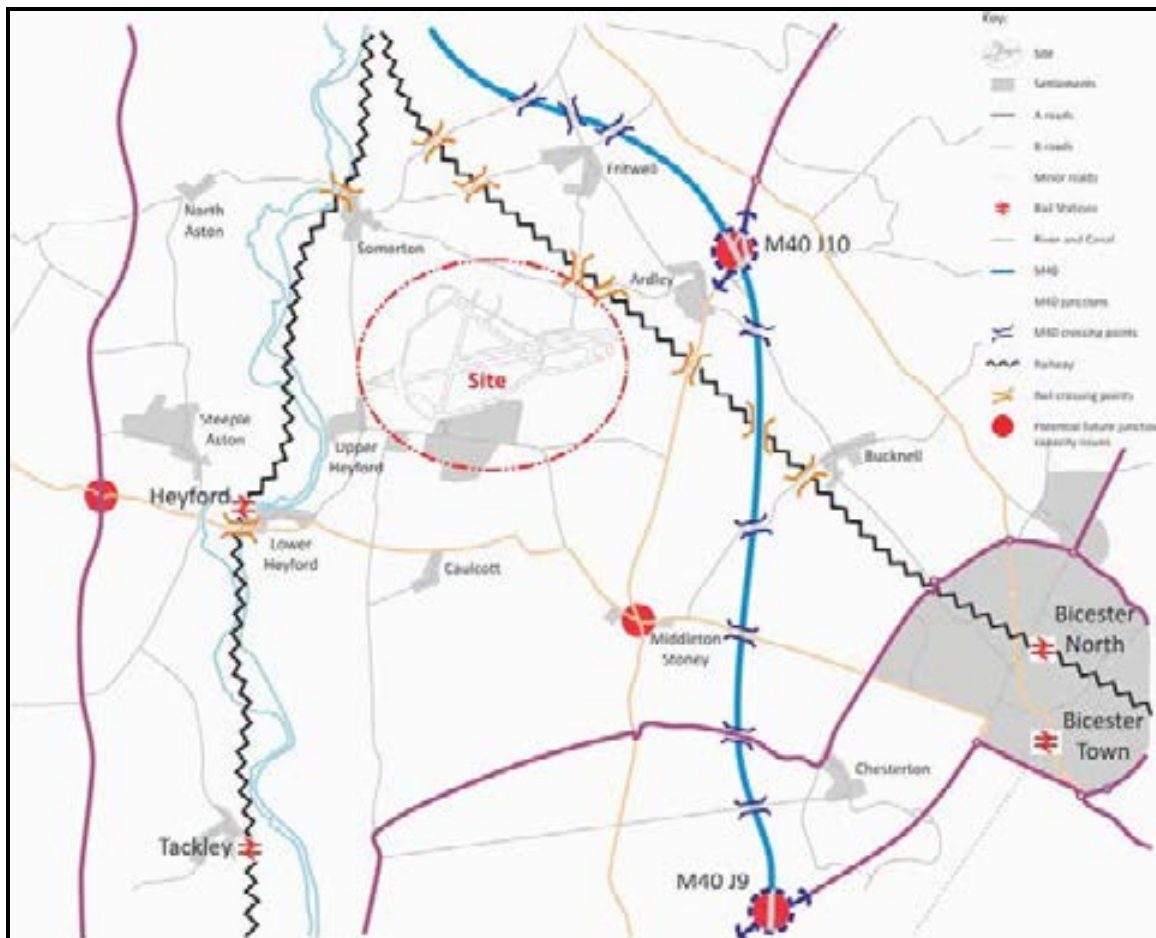 Key:
Site
Settlements
A roads
B roads
Minor roads
Rail Stations
River and Canal
M40
M40 Junctions
M40 crossing points
Railway
Rail crossing points
Potential future junction
capacity issues
Fritwell
North
Aston
Somerton
Ardley
M40 J10
Site
Steeple
Aston
Upper
Heyford
Bucknell
Heyford
Lower
Heyford
Caulcott
Middleton
Stoney
Bicester
North
Bicester
Town
Chesterton
Tackley
M40 J9